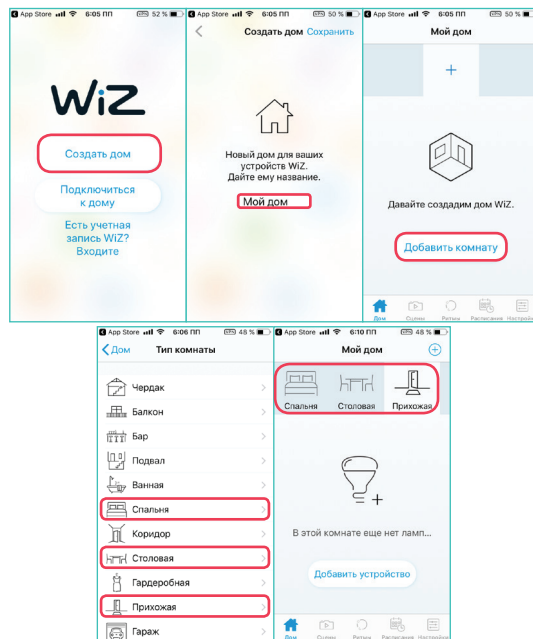 App Store 6:05 ПП VPN 52 %
WiZ
Создать дом
Подключиться
к дому
Есть учетная
запись WiZ?
Входите
App Store 6:05 ПП VPN 50 %
Создать дом Сохранить
Новый дом для ваших
устройств WiZ.
Дайте ему название.
Мой дом
App Store 6:05 ПП VPN 50 %
Мой дом
+
Давайте создадим дом WiZ.
Добавить комнату
Дом Сцены Ритмы Расписание Настройки
App Store 6:06 ПП VPN 48 %
Дом Тип комнаты
Чердак
Балкон
Бар
Подвал
Ванная
Спальня
Коридор
Столовая
Гардеробная
Прихожая
Гараж
App Store 6:10 ПП VPN 48 %
Мой дом
Спальня Столовая Прихожая
В этой комнате еще нет ламп...
Добавить устройство
Дом Сцены Ритмы Расписание Настройки